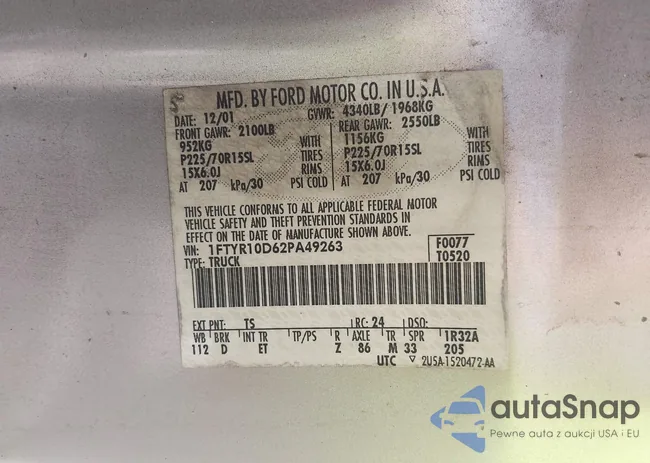 MFD. BY FORD MOTOR CO. IN U.S.A.
DATE: 12/01 GVWR: 4340LB/ 1968KG
FRONT GAWR: 2100LB REAR GAWR: 2550LB
952KG WITH 1156KG WITH
P225/70R15SL TIRES P225/70R15SL TIRES
15X6.0J RIMS 15X6.0J RIMS
AT 207 kPa/30 PSI COLD AT 207 kPa/30 PSI COLD
THIS VEHICLE CONFORMS TO ALL APPLICABLE FEDERAL MOTOR
VEHICLE SAFETY AND THEFT PREVENTION STANDARDS IN
EFFECT ON THE DATE OF MANUFACTURE SHOWN ABOVE.
VIN: 1FTYR10D62PA49263 F0077
TYPE: TRUCK T0520
EXT PNT: TS RC: 24 DSO:
WB BRK INT TR TP/PS R AXLE TR SPR 1R32A
112 D ET Z 86 M 33 205
UTC ▽ 2USA-1520472-AA
autaSnap
Pewne auta z aukcji USA i EU